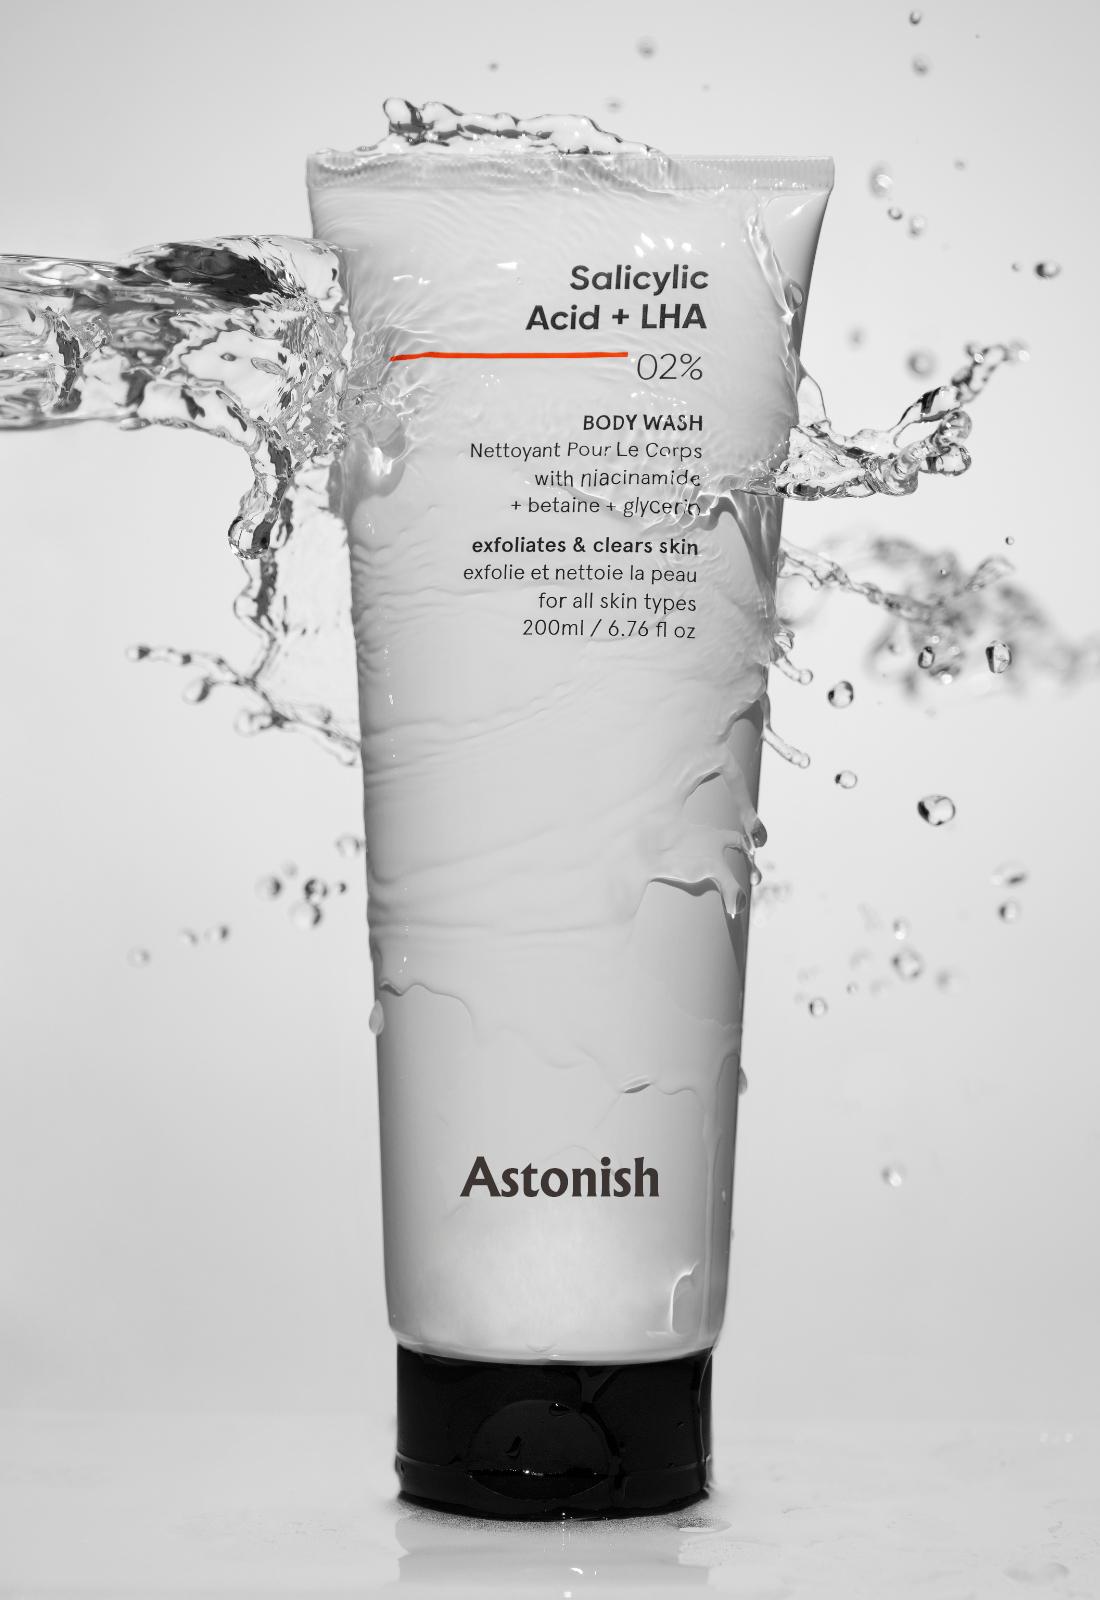 Salicylic
Acid + LHA
02%
BODY WASH
Nettoyant Pour Le Corps
with niacinamide
+ betaine + glycerin
exfoliates & clears skin
exfolie et nettoie la peau
for all skin types
200ml / 6.76 fl oz
Astonish